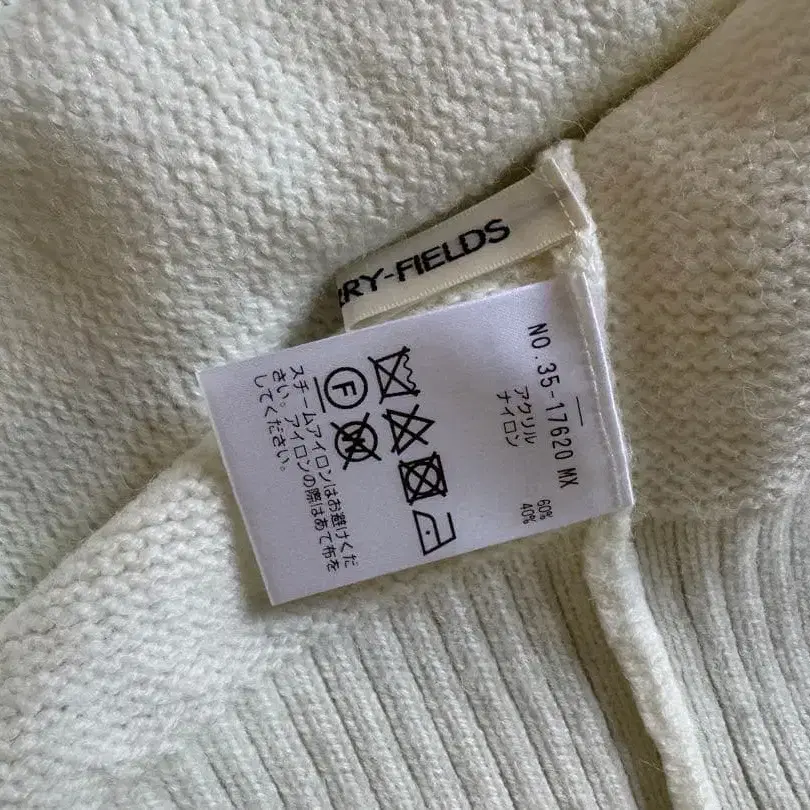 RY-FIELDS
NO.35-17620 MX
アクリル 60%
ナイロン 40%
F
W
スチームアイロンはお避けくだ
さい。アイロンの際はあて布を
してください。